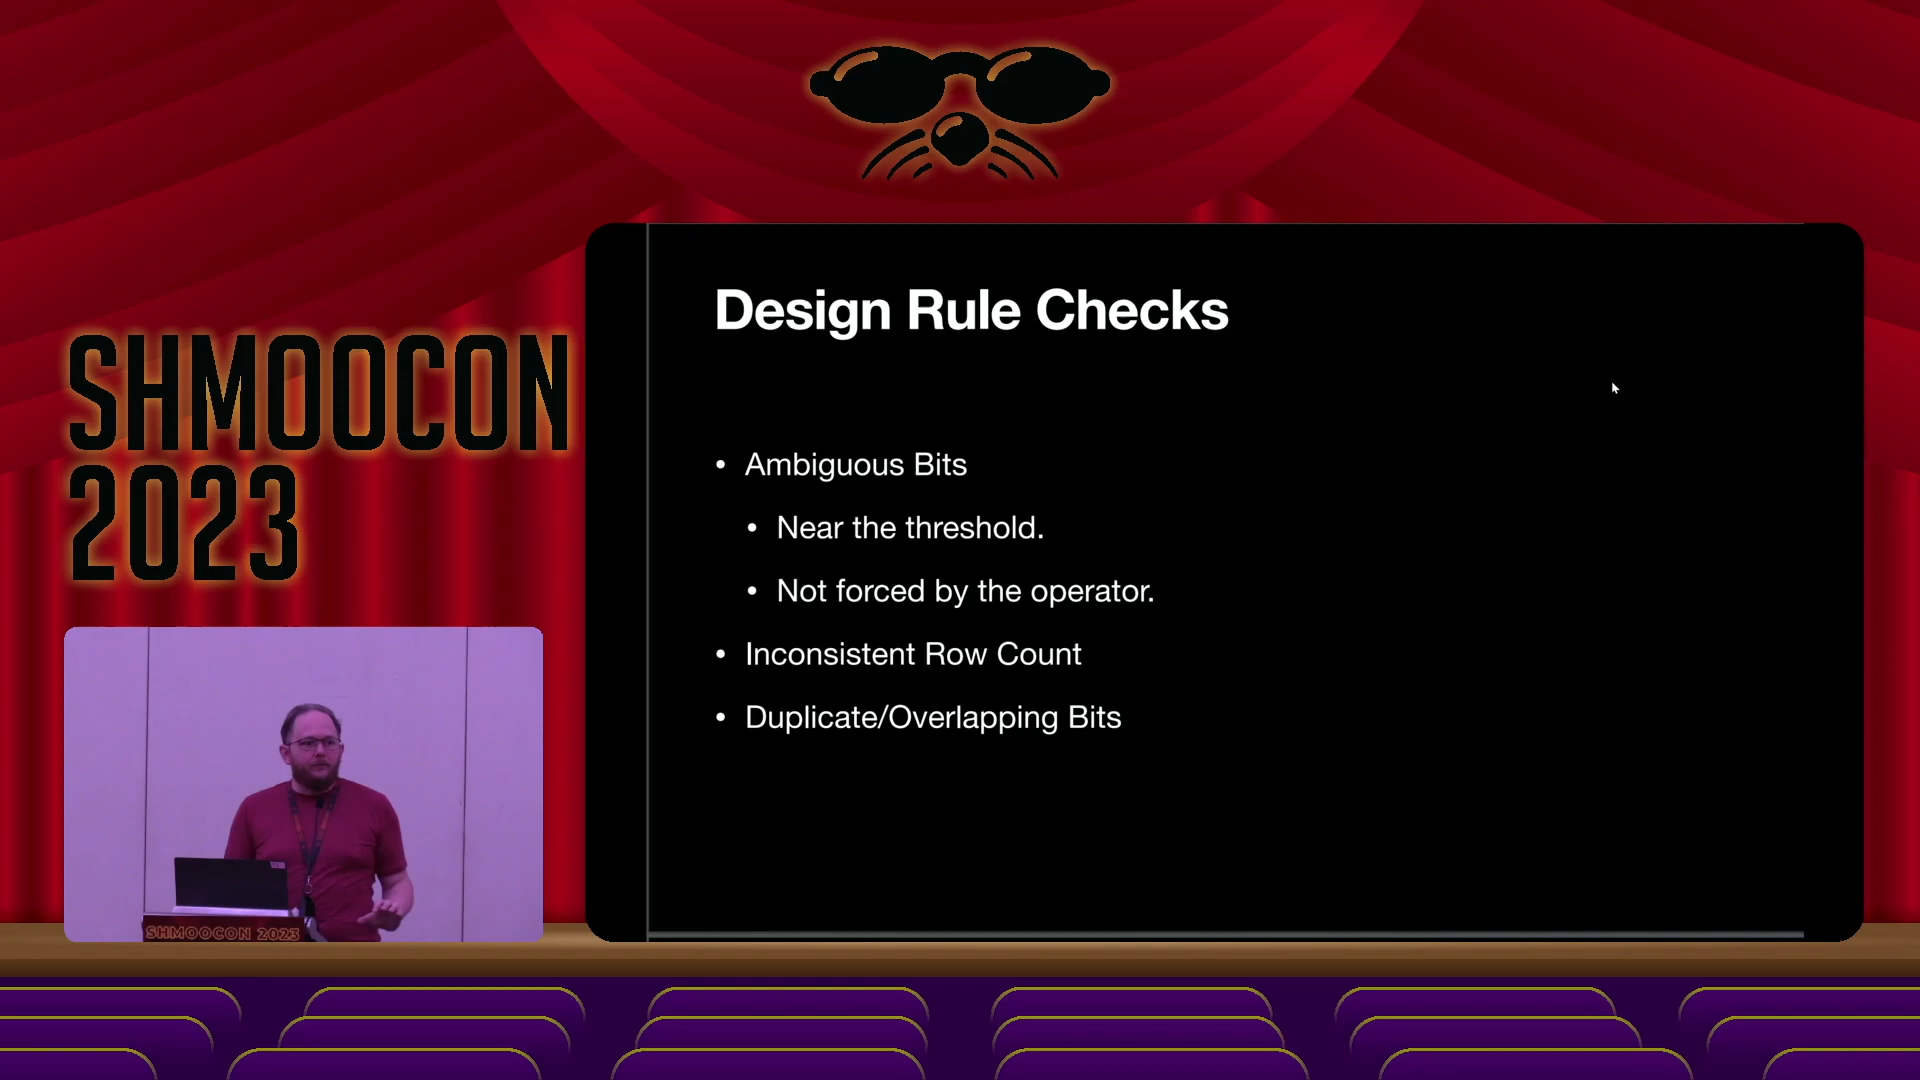 SHMOOCON
2023
Design Rule Checks
• Ambiguous Bits
• Near the threshold.
• Not forced by the operator.
• Inconsistent Row Count
• Duplicate/Overlapping Bits
SHMOOCON 2023